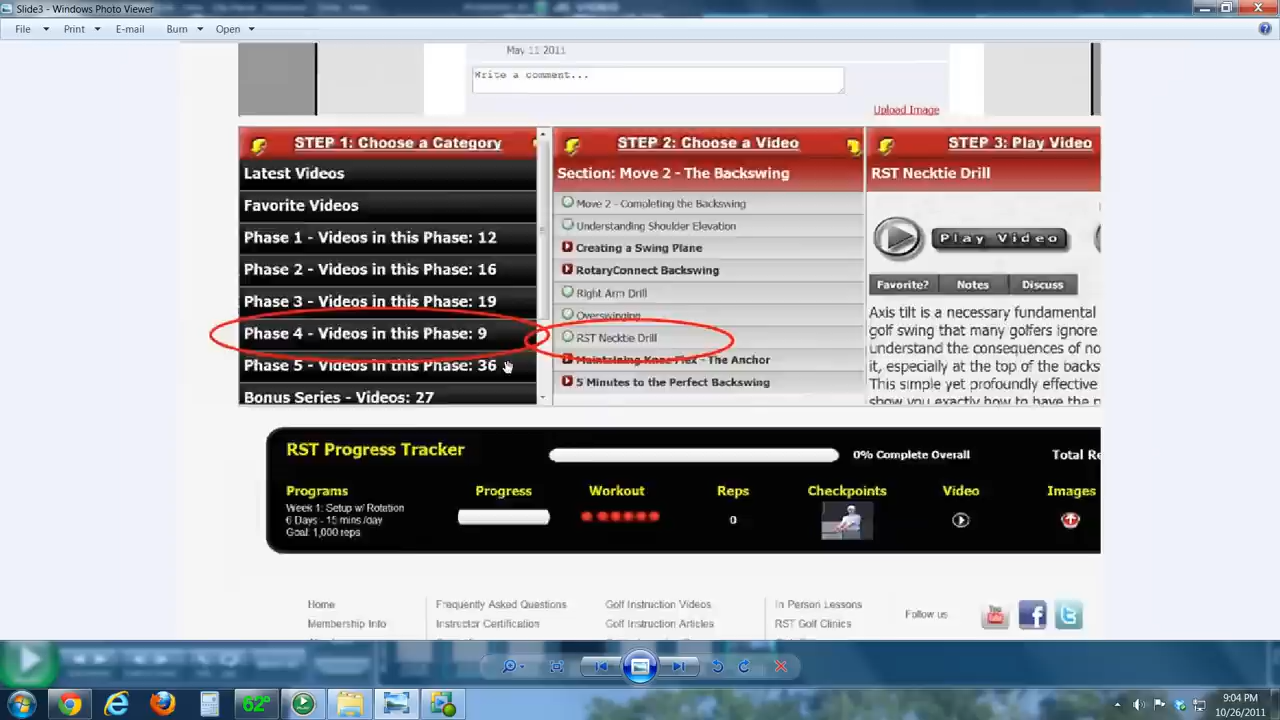 Slide3 - Windows Photo Viewer
File Print E-mail Burn Open
May 11 2011
Write a comment...
Upload Image
STEP 1: Choose a Category
Latest Videos
Favorite Videos
Phase 1 - Videos in this Phase: 12
Phase 2 - Videos in this Phase: 16
Phase 3 - Videos in this Phase: 19
Phase 4 - Videos in this Phase: 9
Phase 5 - Videos in this Phase: 36
Bonus Series - Videos: 27
STEP 2: Choose a Video
Section: Move 2 - The Backswing
Move 2 - Completing the Backswing
Understanding Shoulder Elevation
Creating a Swing Plane
RotaryConnect Backswing
Right Arm Drill
Overswinging
RST Necktie Drill
Maintaining Knee Flex - The Anchor
5 Minutes to the Perfect Backswing
STEP 3: Play Video
RST Necktie Drill
Play Video
Favorite? Notes Discuss
Axis tilt is a necessary fundamental
golf swing that many golfers ignore
understand the consequences of no
it, especially at the top of the backs
This simple yet profoundly effective
show you exactly how to have the p
RST Progress Tracker
0% Complete Overall
Total Re
Programs Progress Workout Reps Checkpoints Video Images
Week 1: Setup w/ Rotation
6 Days - 15 mins /day
Goal: 1,000 reps
0
Home Frequently Asked Questions Golf Instruction Videos In Person Lessons
Follow us
Membership Info Instructor Certification Golf Instruction Articles RST Golf Clinics
62°
9:04 PM
10/26/2011